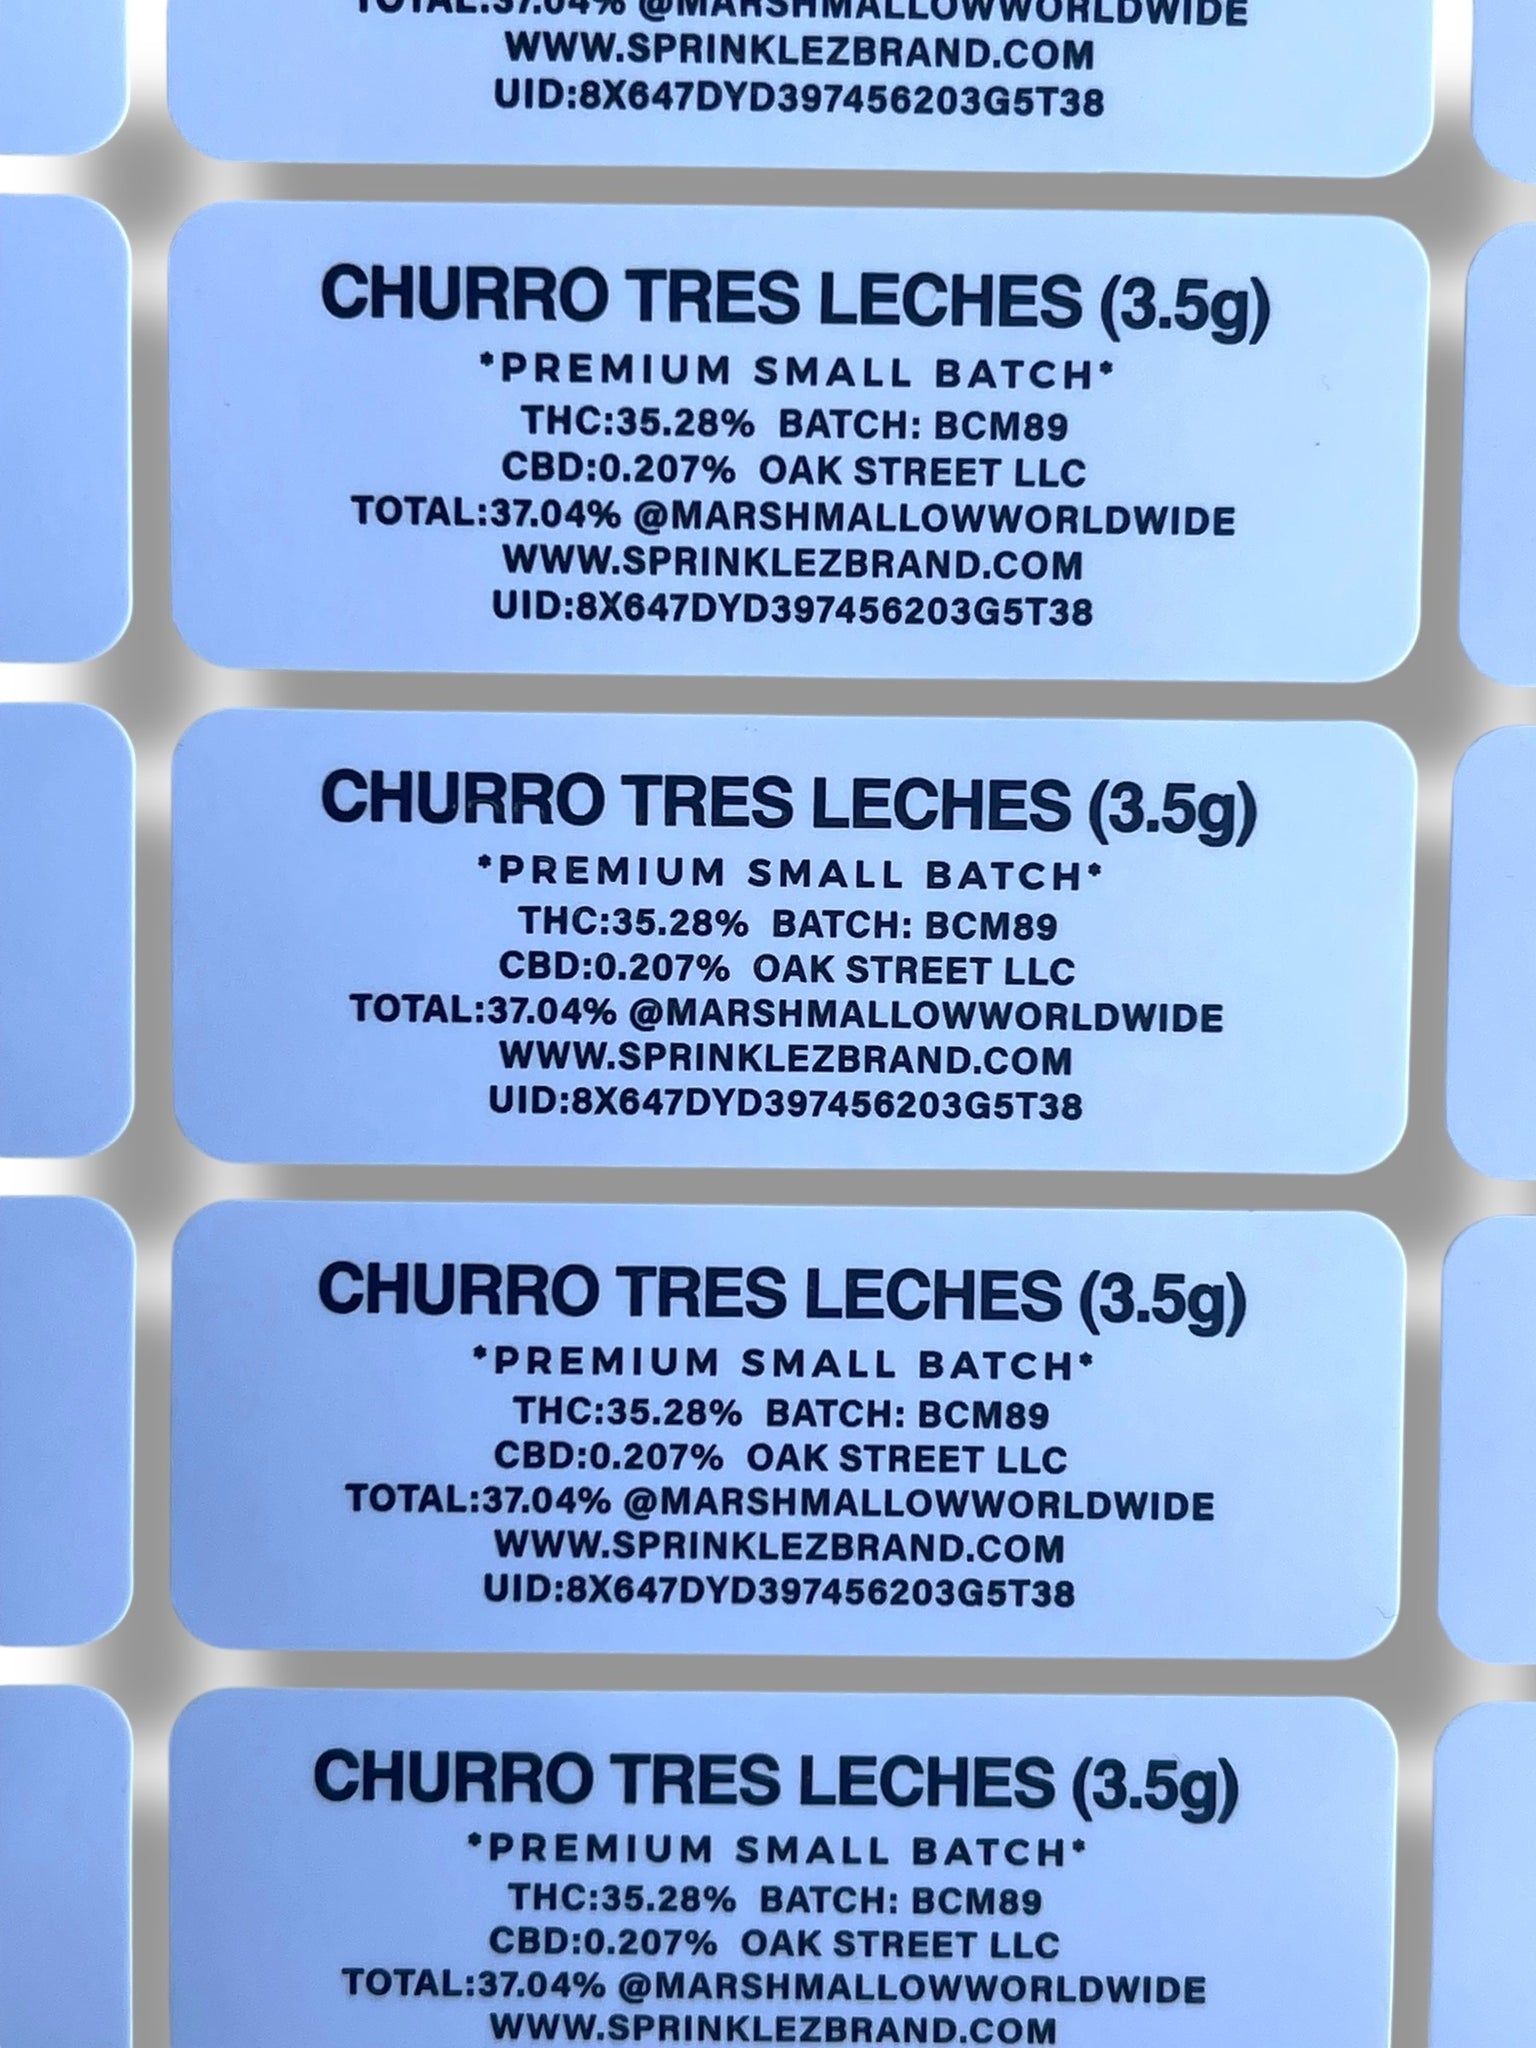 TOTAL:37.04% @MARSHMALLOWWORLDWIDE
WWW.SPRINKLEZBRAND.COM
UID:8X647DYD397456203G5T38
CHURRO TRES LECHES (3.5g)
*PREMIUM SMALL BATCH*
THC:35.28% BATCH: BCM89
CBD:0.207% OAK STREET LLC
TOTAL:37.04% @MARSHMALLOWWORLDWIDE
WWW.SPRINKLEZBRAND.COM
UID:8X647DYD397456203G5T38
CHURRO TRES LECHES (3.5g)
*PREMIUM SMALL BATCH*
THC:35.28% BATCH: BCM89
CBD:0.207% OAK STREET LLC
TOTAL:37.04% @MARSHMALLOWWORLDWIDE
WWW.SPRINKLEZBRAND.COM
UID:8X647DYD397456203G5T38
CHURRO TRES LECHES (3.5g)
*PREMIUM SMALL BATCH*
THC:35.28% BATCH: BCM89
CBD:0.207% OAK STREET LLC
TOTAL:37.04% @MARSHMALLOWWORLDWIDE
WWW.SPRINKLEZBRAND.COM
UID:8X647DYD397456203G5T38
CHURRO TRES LECHES (3.5g)
*PREMIUM SMALL BATCH*
THC:35.28% BATCH: BCM89
CBD:0.207% OAK STREET LLC
TOTAL:37.04% @MARSHMALLOWWORLDWIDE
WWW.SPRINKLEZBRAND.COM